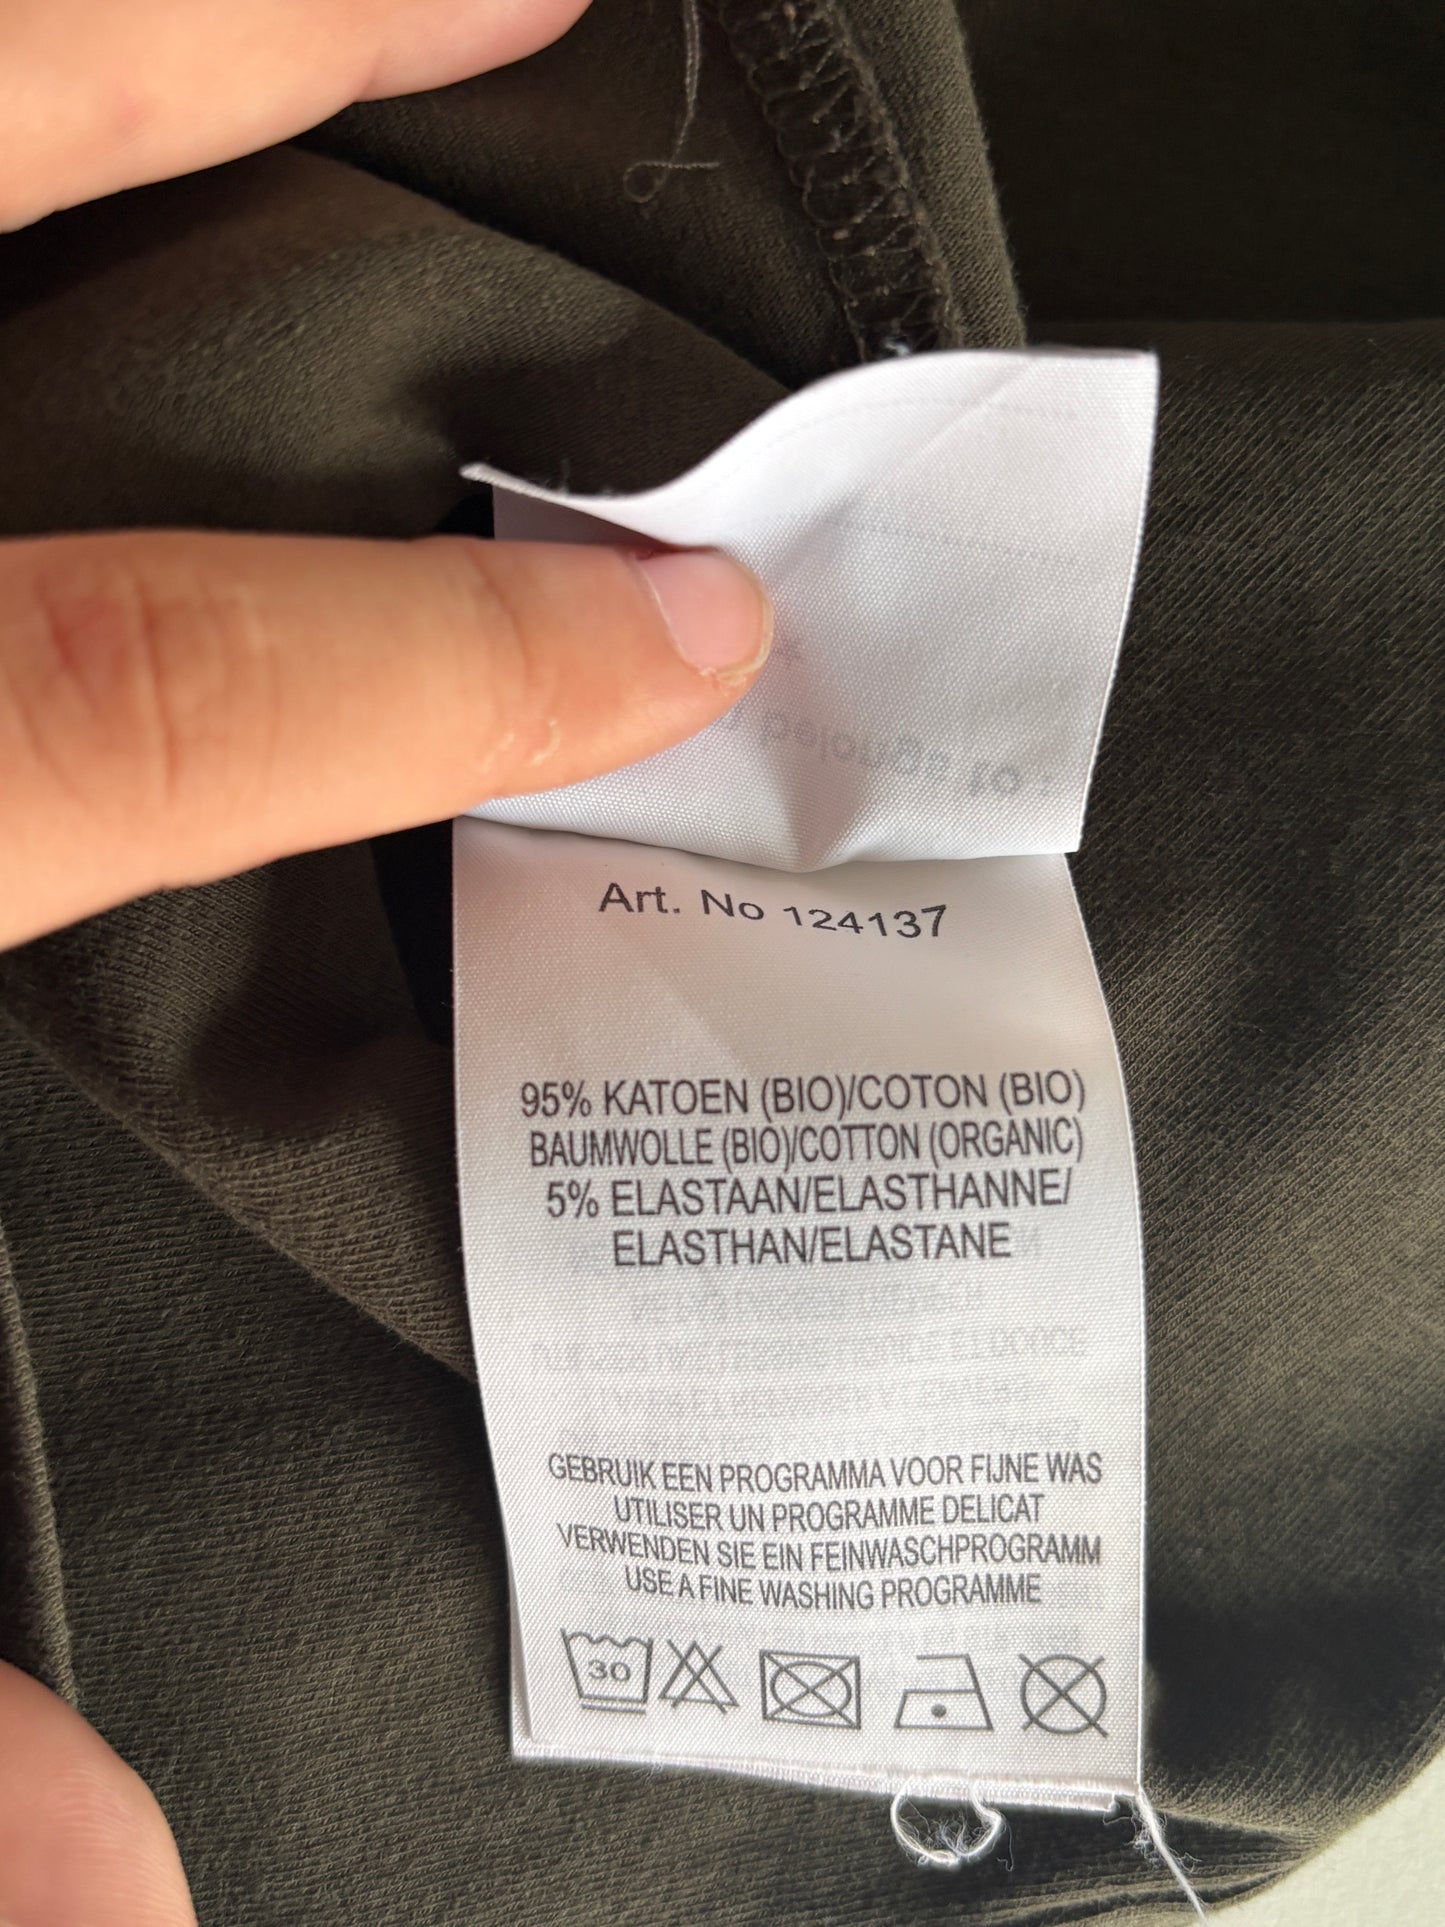 Art. No 124137
95% KATOEN (BIO)/COTON (BIO)
BAUMWOLLE (BIO)/COTTON (ORGANIC)
5% ELASTAAN/ELASTHANNE/
ELASTHAN/ELASTANE
GEBRUIK EEN PROGRAMMA VOOR FIJNE WAS
UTILISER UN PROGRAMME DELICAT
VERWENDEN SIE EIN FEINWASCHPROGRAMM
USE A FINE WASHING PROGRAMME
30